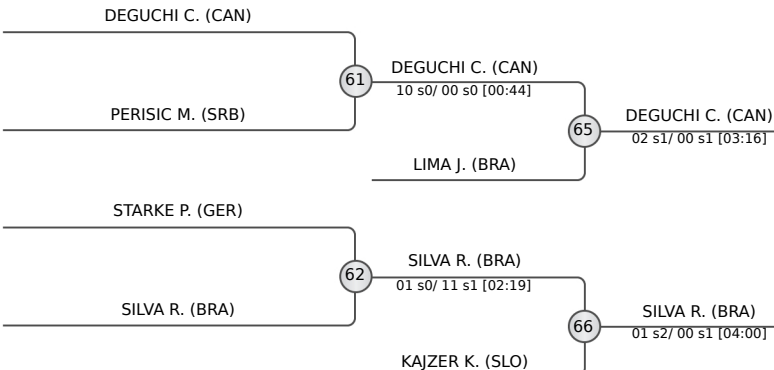 DEGUCHI C. (CAN)
61
DEGUCHI C. (CAN)
10 s0/ 00 s0 [00:44]
PERISIC M. (SRB)
65
DEGUCHI C. (CAN)
02 s1/ 00 s1 [03:16]
LIMA J. (BRA)
STARKE P. (GER)
62
SILVA R. (BRA)
01 s0/ 11 s1 [02:19]
SILVA R. (BRA)
66
SILVA R. (BRA)
01 s2/ 00 s1 [04:00]
KAJZER K. (SLO)